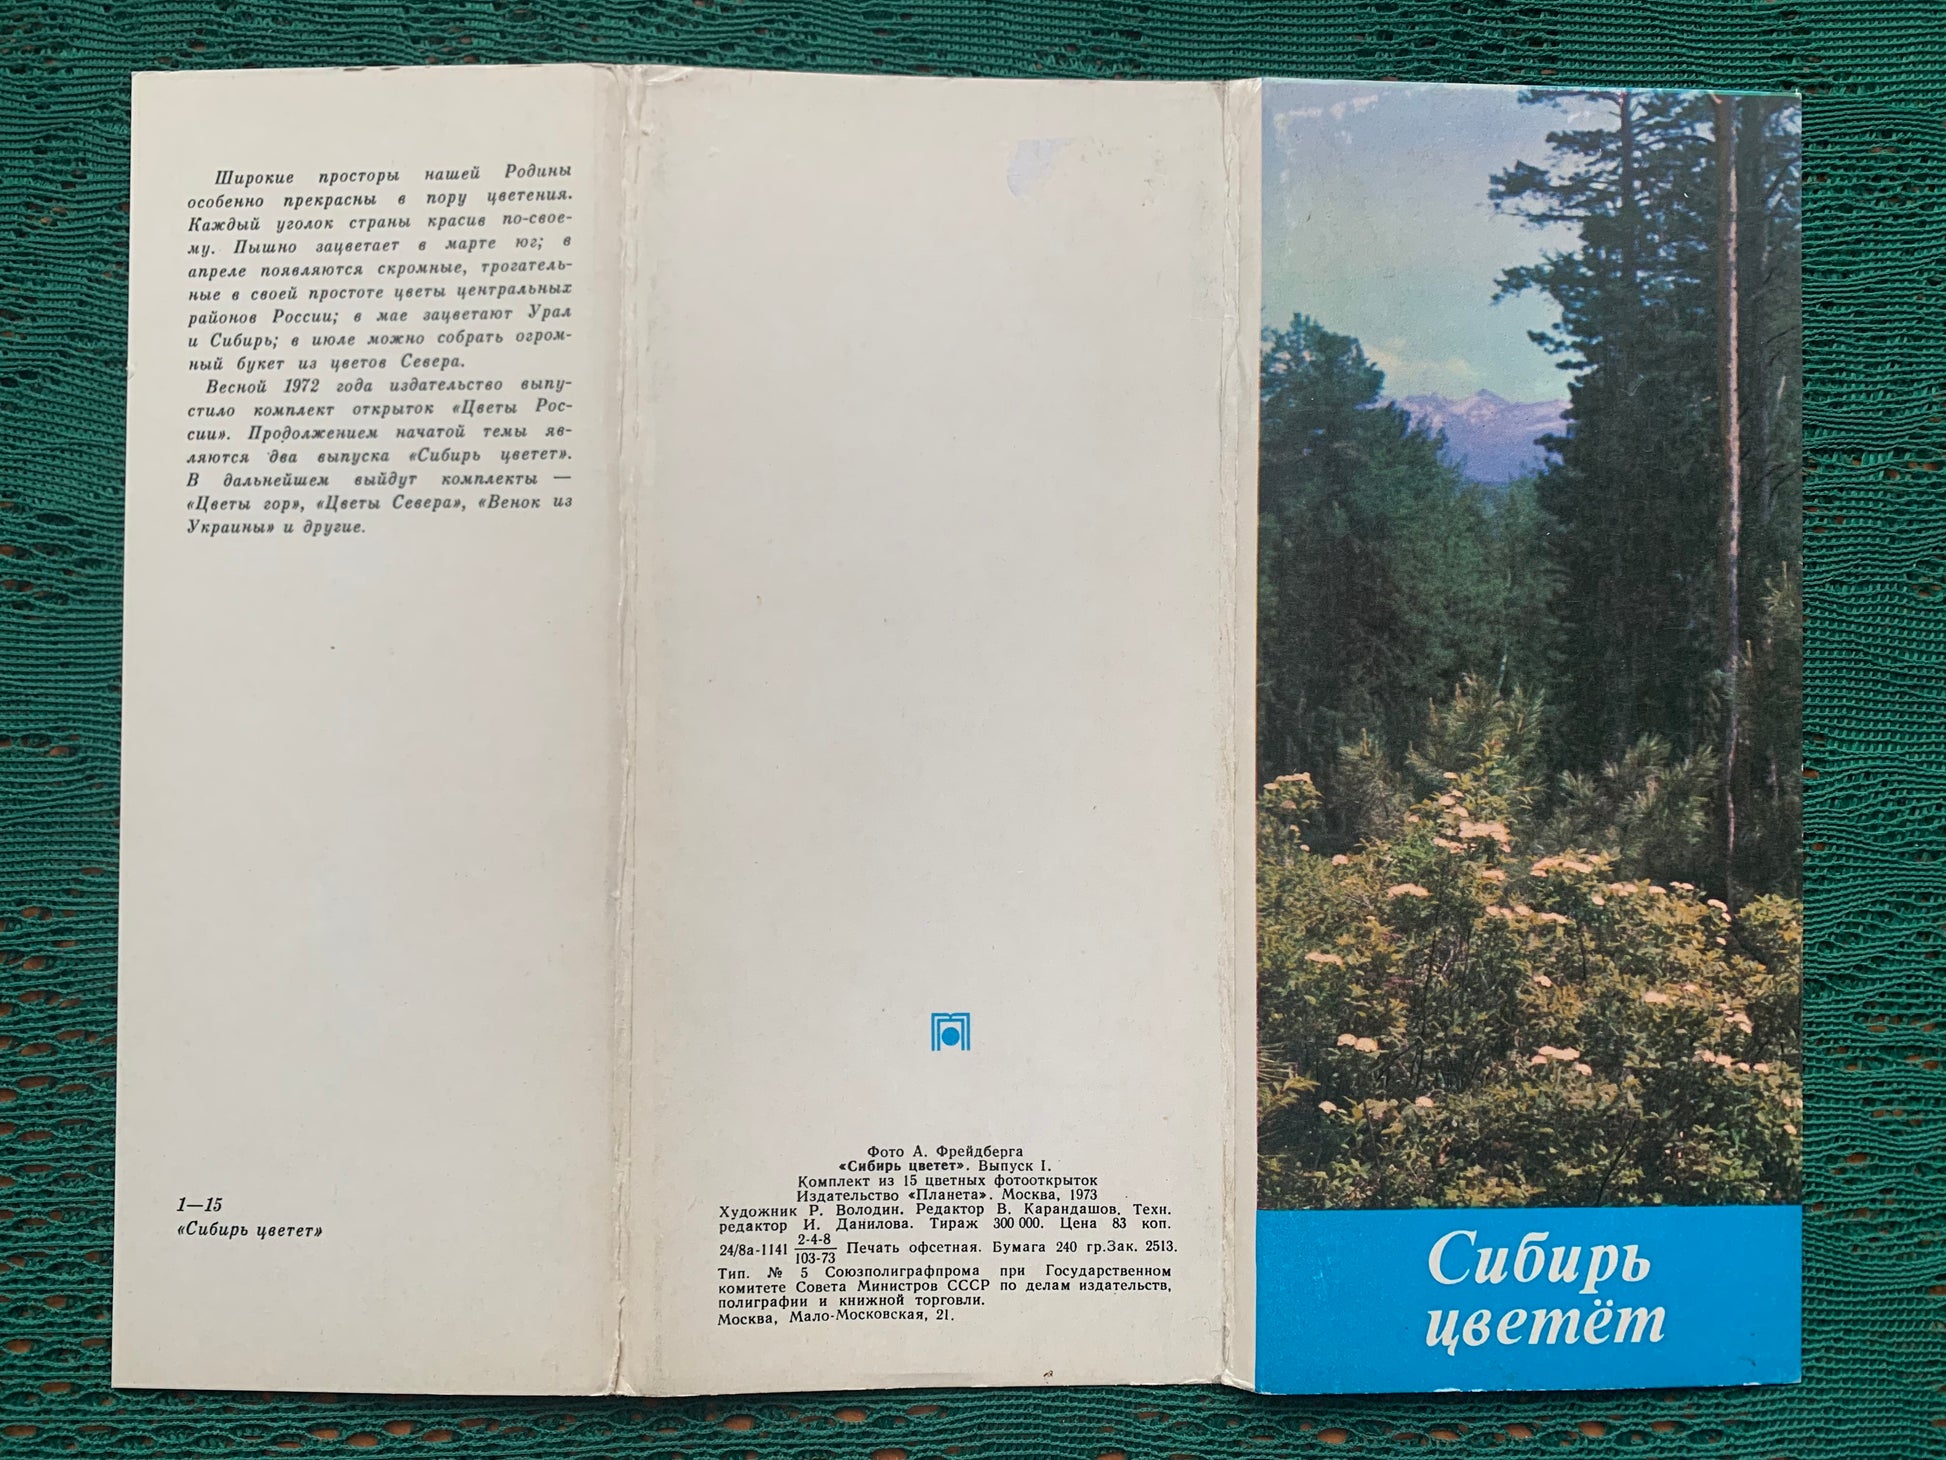 Широкие просторы нашей Родины
особенно прекрасны в пору цветения.
Каждый уголок страны красив по-свое-
му. Пышно зацветает в марте юг; в
апреле появляются скромные, трогатель-
ные в своей простоте цветы центральных
районов России; в мае зацветают Урал
и Сибирь; в июле можно собрать огром-
ный букет из цветов Севера.
Весной 1972 года издательство выпу-
стило комплект открыток «Цветы Рос-
сии». Продолжением начатой темы яв-
ляются два выпуска «Сибирь цветет».
В дальнейшем выйдут комплекты —
«Цветы гор», «Цветы Севера», «Венок из
Украины» и другие.
1—15
«Сибирь цветет»
Фото А. Фрейдберга
«Сибирь цветет». Выпуск I.
Комплект из 15 цветных фотооткрыток
Издательство «Планета». Москва, 1973
Художник Р. Володин. Редактор В. Карандашов. Техн.
редактор И. Данилова. Тираж 300 000. Цена 83 коп.
24/8а-1141 2-4-8/103-73 Печать офсетная. Бумага 240 гр.Зак. 2513.
Тип. № 5 Союзполиграфпрома при Государственном
комитете Совета Министров СССР по делам издательств,
полиграфии и книжной торговли.
Москва, Мало-Московская, 21.
Сибирь
цветёт